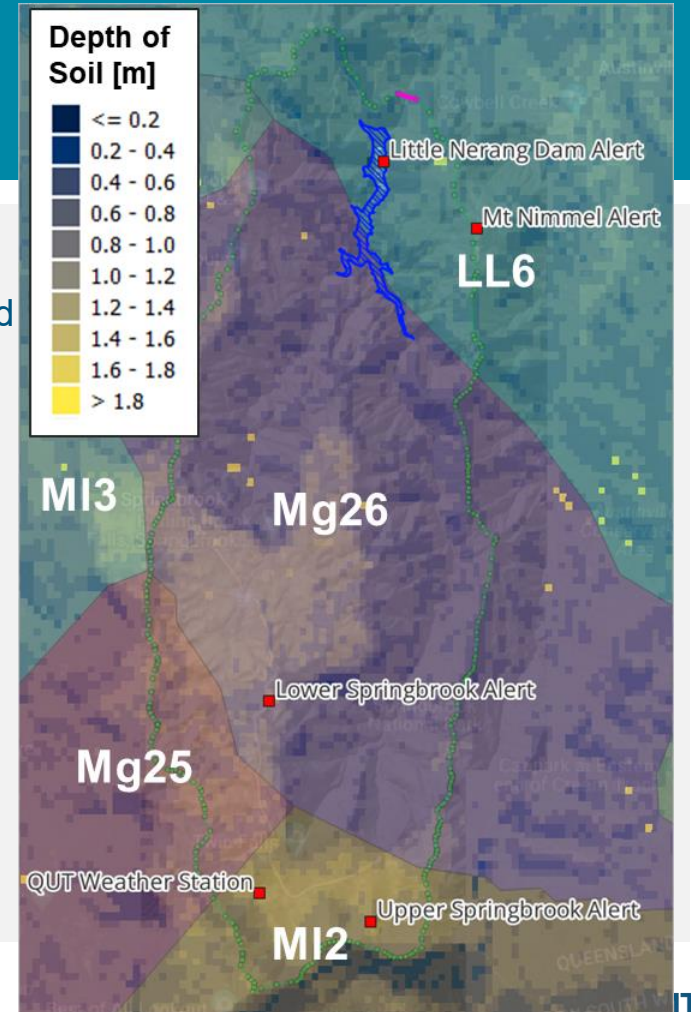 Depth of
Soil [m]
<= 0.2
0.2 - 0.4
0.4 - 0.6
0.6 - 0.8
0.8 - 1.0
1.0 - 1.2
1.2 - 1.4
1.4 - 1.6
1.6 - 1.8
> 1.8
d
Little Nerang Dam Alert
Mt Nimmel Alert
LL6
MI3
Springbrook
Mg26
Lower Springbrook Alert
Mg25
QUT Weather Station
Upper Springbrook Alert
MI2
QUEENSLA